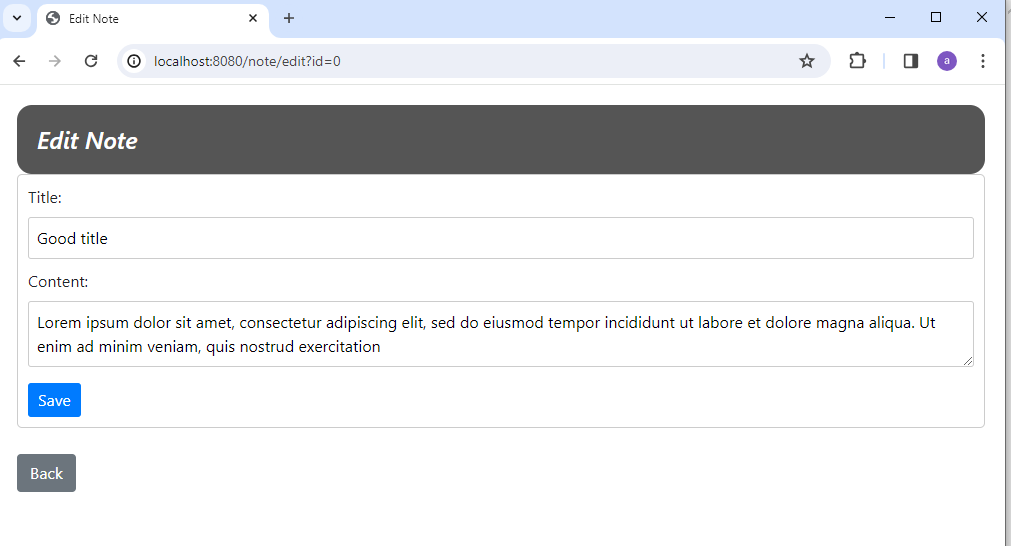 Edit Note
localhost:8080/note/edit?id=0
a
Edit Note
Title:
Good title
Content:
Lorem ipsum dolor sit amet, consectetur adipiscing elit, sed do eiusmod tempor incididunt ut labore et dolore magna aliqua. Ut
enim ad minim veniam, quis nostrud exercitation
Save
Back